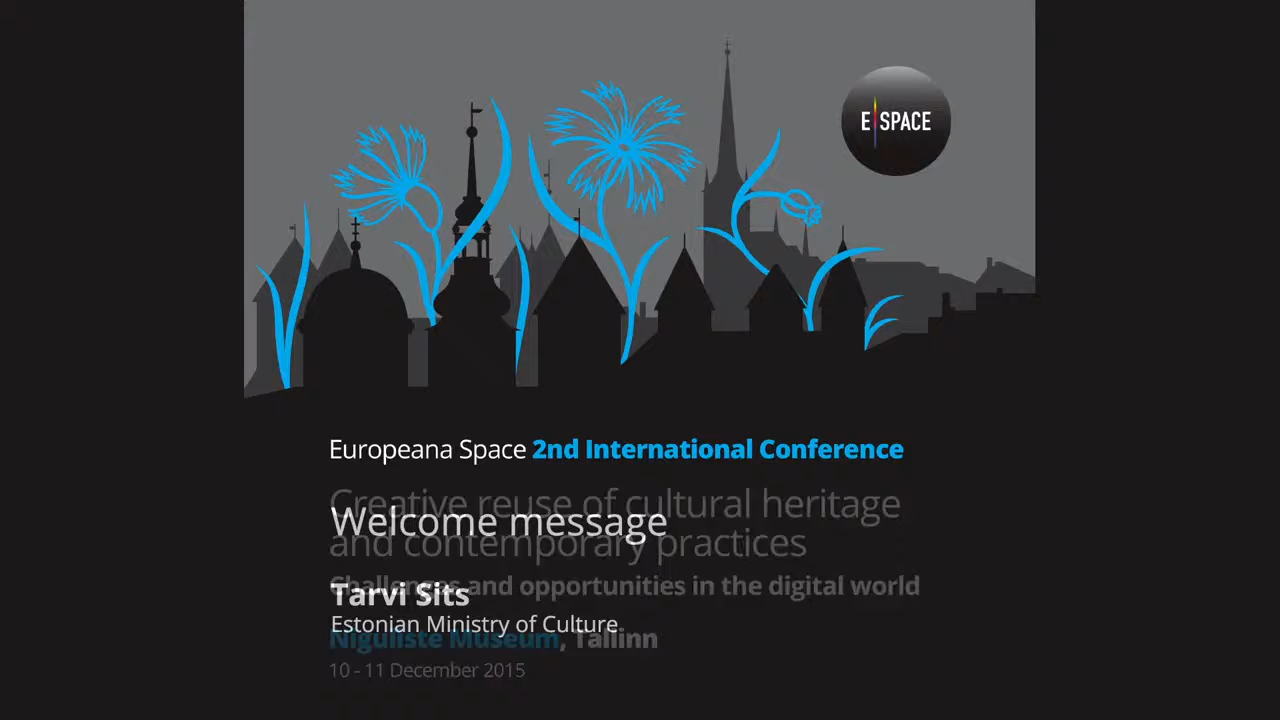 E SPACE
Europeana Space 2nd International Conference
Creative reuse of cultural heritage
Welcome message
and contemporary practices
Challenges and opportunities in the digital world
Tarvi Sits
Estonian Ministry of Culture
Niguliste Museum, Tallinn
10 - 11 December 2015